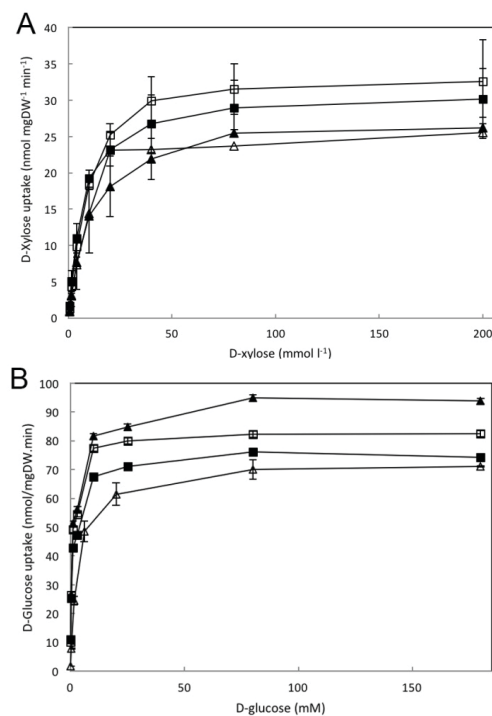 A
40
35
30
25
20
15
10
5
0
D-Xylose uptake (nmol mgDW⁻¹ min⁻¹)
0 50 100 150 200
D-xylose (mmol l⁻¹)
B
100
90
80
70
60
50
40
30
20
10
0
D-Glucose uptake (nmol/mgDW.min)
0 50 100 150
D-glucose (mM)